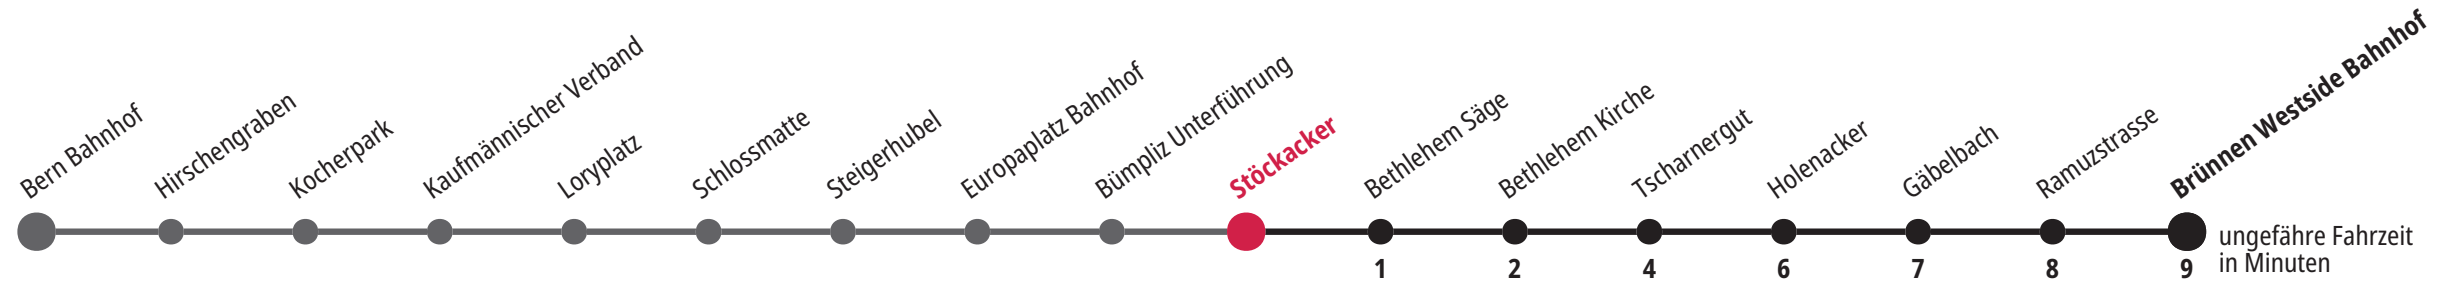 Bern Bahnhof
Hirschengraben
Kocherpark
Kaufmännischer Verband
Loryplatz
Schlossmatte
Steigerhubel
Europaplatz Bahnhof
Bümpliz Unterführung
Stöckacker
Bethlehem Säge
Bethlehem Kirche
Tscharnergut
Holenacker
Gäbelbach
Ramuzstrasse
Brünnen Westside Bahnhof
1 2 4 6 7 8 9
ungefähre Fahrzeit
in Minuten